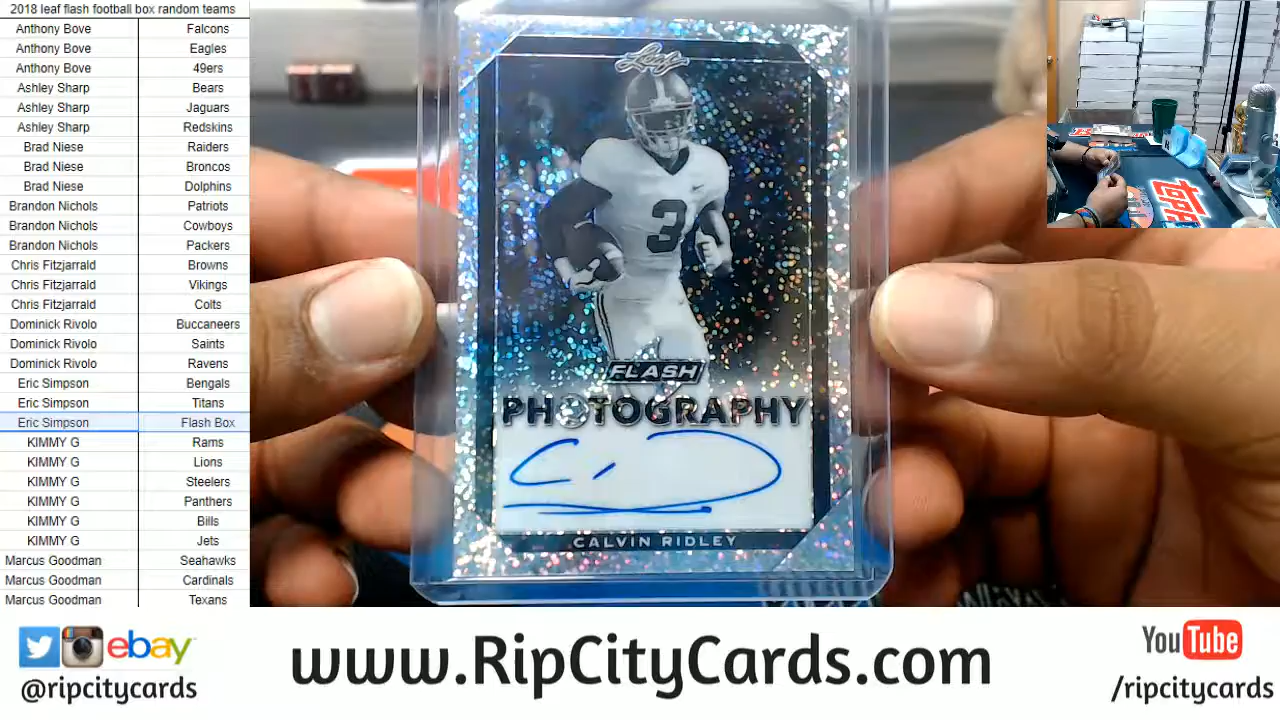 2018 leaf flash football box random teams
Anthony Bove Falcons
Anthony Bove Eagles
Anthony Bove 49ers
Ashley Sharp Bears
Ashley Sharp Jaguars
Ashley Sharp Redskins
Brad Niese Raiders
Brad Niese Broncos
Brad Niese Dolphins
Brandon Nichols Patriots
Brandon Nichols Cowboys
Brandon Nichols Packers
Chris Fitzjarrald Browns
Chris Fitzjarrald Vikings
Chris Fitzjarrald Colts
Dominick Rivolo Buccaneers
Dominick Rivolo Saints
Dominick Rivolo Ravens
Eric Simpson Bengals
Eric Simpson Titans
Eric Simpson Flash Box
KIMMY G Rams
KIMMY G Lions
KIMMY G Steelers
KIMMY G Panthers
KIMMY G Bills
KIMMY G Jets
Marcus Goodman Seahawks
Marcus Goodman Cardinals
Marcus Goodman Texans
Leaf
3
FLASH
PHOTOGRAPHY
CALVIN RIDLEY
TOPPS
ebay
@ripcitycards
www.RipCityCards.com
YouTube
/ripcitycards